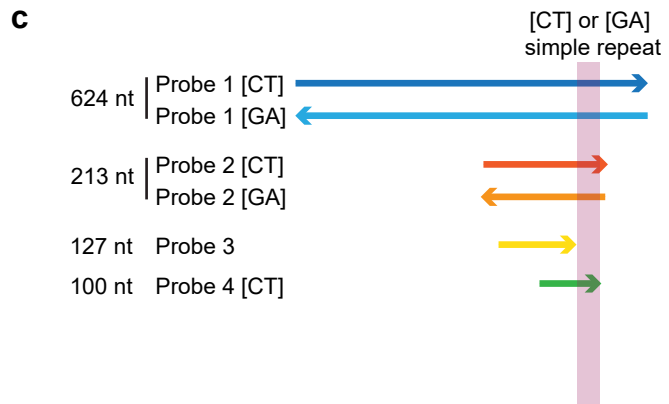 c
[CT] or [GA]
simple repeat
624 nt
Probe 1 [CT]
Probe 1 [GA]
213 nt
Probe 2 [CT]
Probe 2 [GA]
127 nt Probe 3
100 nt Probe 4 [CT]